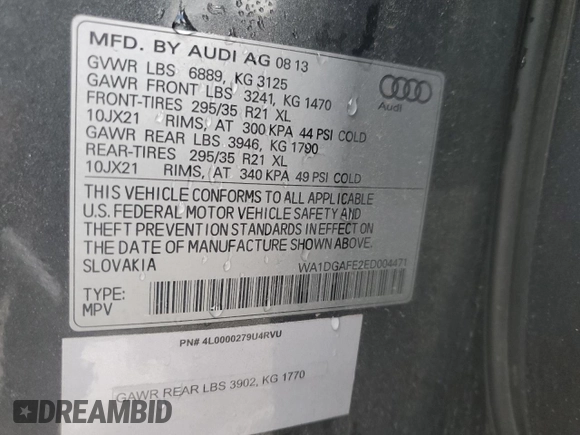 MFD. BY AUDI AG 08 13
GVWR LBS 6889, KG 3125
GAWR FRONT LBS 3241, KG 1470
FRONT-TIRES 295/35 R21 XL
10JX21 RIMS, AT 300 KPA 44 PSI COLD
GAWR REAR LBS 3946, KG 1790
REAR-TIRES 295/35 R21 XL
10JX21 RIMS, AT 340 KPA 49 PSI COLD
Audi
THIS VEHICLE CONFORMS TO ALL APPLICABLE
U.S. FEDERAL MOTOR VEHICLE SAFETY AND
THEFT PREVENTION STANDARDS IN EFFECT ON
THE DATE OF MANUFACTURE SHOWN ABOVE.
SLOVAKIA WA1DGAFE2ED004471
TYPE:
MPV
PN# 4L0000279U4RVU
GAWR REAR LBS 3902, KG 1770
DREAMBID